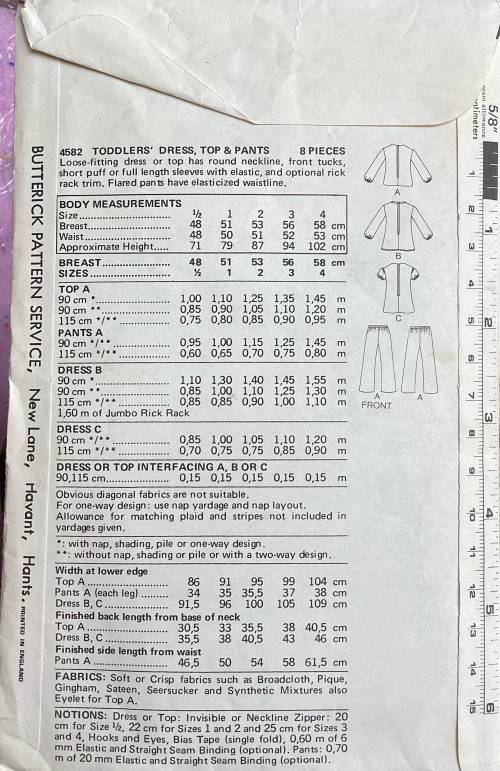 4582 TODDLERS' DRESS, TOP & PANTS 8 PIECES
Loose-fitting dress or top has round neckline, front tucks,
short puff or full length sleeves with elastic, and optional rick
rack trim. Flared pants have elasticized waistline.
BODY MEASUREMENTS
Size ½ 1 2 3 4
Breast 48 51 53 56 58 cm
Waist 48 50 51 52 53 cm
Approximate Height 71 79 87 94 102 cm
BREAST 48 51 53 56 58 cm
SIZES ½ 1 2 3 4
TOP A
90 cm * 1,00 1,10 1,25 1,35 1,45 m
90 cm ** 0,85 0,90 1,05 1,10 1,20 m
115 cm */** 0,75 0,80 0,85 0,90 0,95 m
PANTS A
90 cm */** 0,95 1,00 1,15 1,25 1,45 m
115 cm */** 0,60 0,65 0,70 0,75 0,80 m
DRESS B
90 cm * 1,10 1,30 1,40 1,45 1,55 m
90 cm ** 0,85 1,00 1,10 1,25 1,30 m
115 cm */** 0,85 0,85 0,90 1,00 1,10 m
1,60 m of Jumbo Rick Rack
DRESS C
90 cm */** 0,85 1,00 1,05 1,10 1,20 m
115 cm */** 0,70 0,75 0,75 0,85 0,90 m
DRESS OR TOP INTERFACING A, B OR C
90,115 cm 0,15 0,15 0,15 0,15 0,15 m
Obvious diagonal fabrics are not suitable.
For one-way design: use nap yardage and nap layout.
Allowance for matching plaid and stripes not included in
yardages given.
*: with nap, shading, pile or one-way design.
**: without nap, shading or pile or with a two-way design.
Width at lower edge
Top A 86 91 95 99 104 cm
Pants A (each leg) 34 35 35,5 37 38 cm
Dress B, C 91,5 96 100 105 109 cm
Finished back length from base of neck
Top A 30,5 33 35,5 38 40,5 cm
Dress B, C 35,5 38 40,5 43 46 cm
Finished side length from waist
Pants A 46,5 50 54 58 61,5 cm
FABRICS: Soft or Crisp fabrics such as Broadcloth, Pique,
Gingham, Sateen, Seersucker and Synthetic Mixtures also
Eyelet for Top A.
NOTIONS: Dress or Top: Invisible or Neckline Zipper: 20
cm for Size ½, 22 cm for Sizes 1 and 2 and 25 cm for Sizes 3
and 4, Hooks and Eyes, Bias Tape (single fold), 0,60 m of 6
mm Elastic and Straight Seam Binding (optional). Pants: 0,70
m of 20 mm Elastic and Straight Seam Binding (optional).
BUTTERICK PATTERN SERVICE, New Lane, Havant, Hants. PRINTED IN ENGLAND
A
B
C
A A
FRONT
5/8"
seam allowance
centimeters
1 2 3 4 5 6 7 8 9 10 11 12 13 14 15
1 2 3 4 5 6